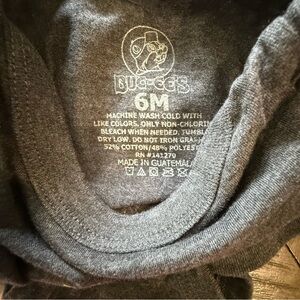 BUC-EE'S
6M
MACHINE WASH COLD WITH
LIKE COLORS, ONLY NON-CHLORINE
BLEACH WHEN NEEDED. TUMBLE
DRY LOW. DO NOT IRON GRAPHIC
52% COTTON/48% POLYESTER
RN #141270
MADE IN GUATEMALA